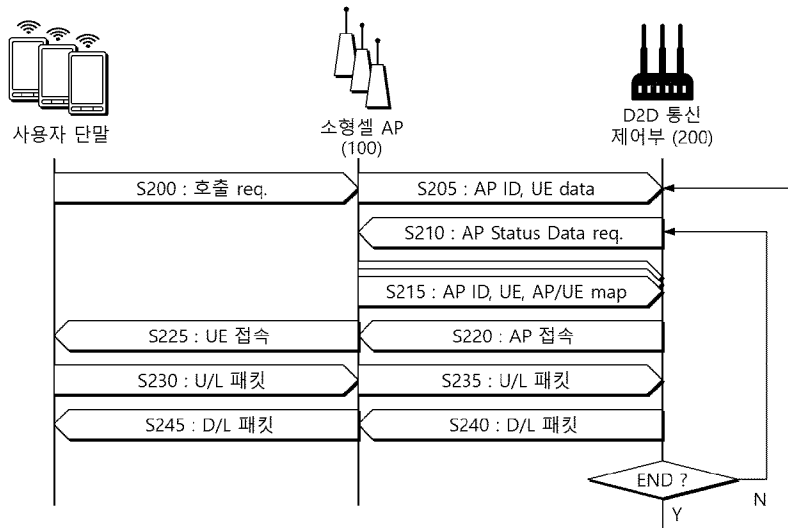 사용자 단말
소형셀 AP
(100)
D2D 통신
제어부 (200)
S200 : 호출 req.
S205 : AP ID, UE data
S210 : AP Status Data req.
S215 : AP ID, UE, AP/UE map
S225 : UE 접속
S220 : AP 접속
S230 : U/L 패킷
S235 : U/L 패킷
S245 : D/L 패킷
S240 : D/L 패킷
END ?
N
Y